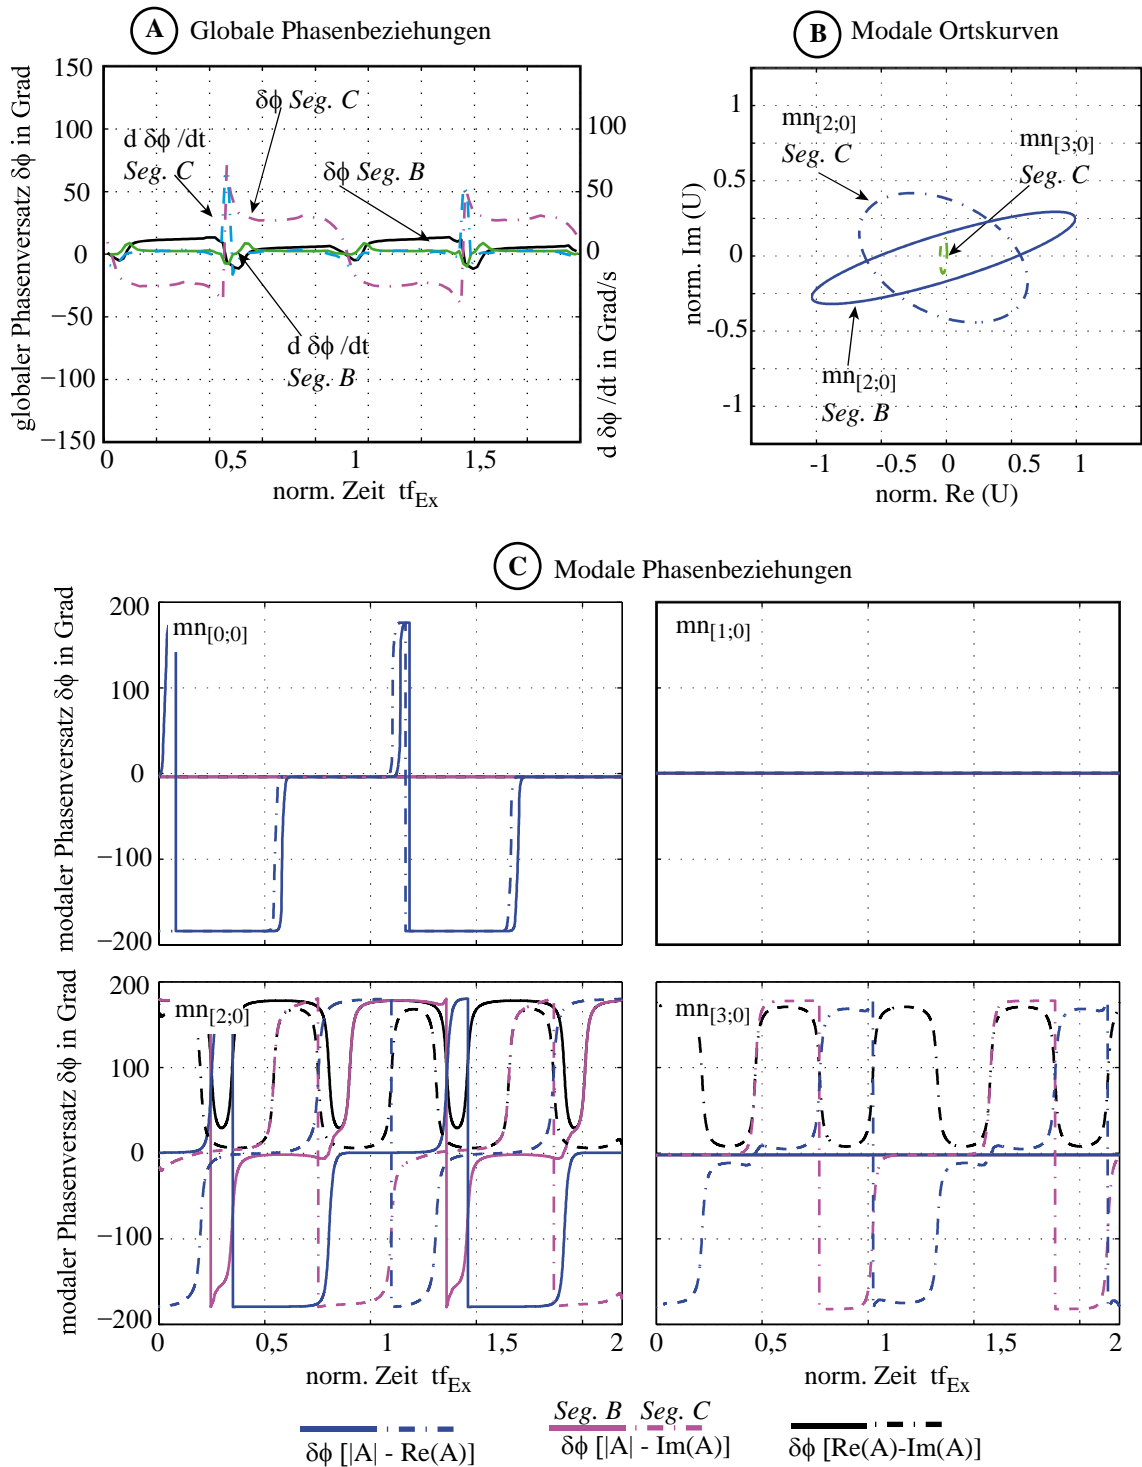 A Globale Phasenbeziehungen
globaler Phasenversatz δϕ in Grad
150
100
50
0
−50
−100
−150
100
50
0
d δϕ /dt in Grad/s
δϕ Seg. C
d δϕ /dt
Seg. C
δϕ Seg. B
d δϕ /dt
Seg. B
0 0,5 1 1,5
norm. Zeit tf_Ex
B Modale Ortskurven
norm. Im (U)
1
0.5
0
-0.5
-1
mn[2;0]
Seg. C
mn[3;0]
Seg. C
mn[2;0]
Seg. B
-1 -0.5 0 0.5 1
norm. Re (U)
C Modale Phasenbeziehungen
modaler Phasenversatz δϕ in Grad
200
100
0
−100
−200
mn[0;0]
mn[1;0]
modaler Phasenversatz δϕ in Grad
200
100
0
−100
−200
mn[2;0]
mn[3;0]
0 0,5 1 1,5 2
norm. Zeit tf_Ex
0 0,5 1 1,5 2
norm. Zeit tf_Ex
Seg. B Seg. C
δϕ [|A| - Re(A)]
δϕ [|A| - Im(A)]
δϕ [Re(A)-Im(A)]